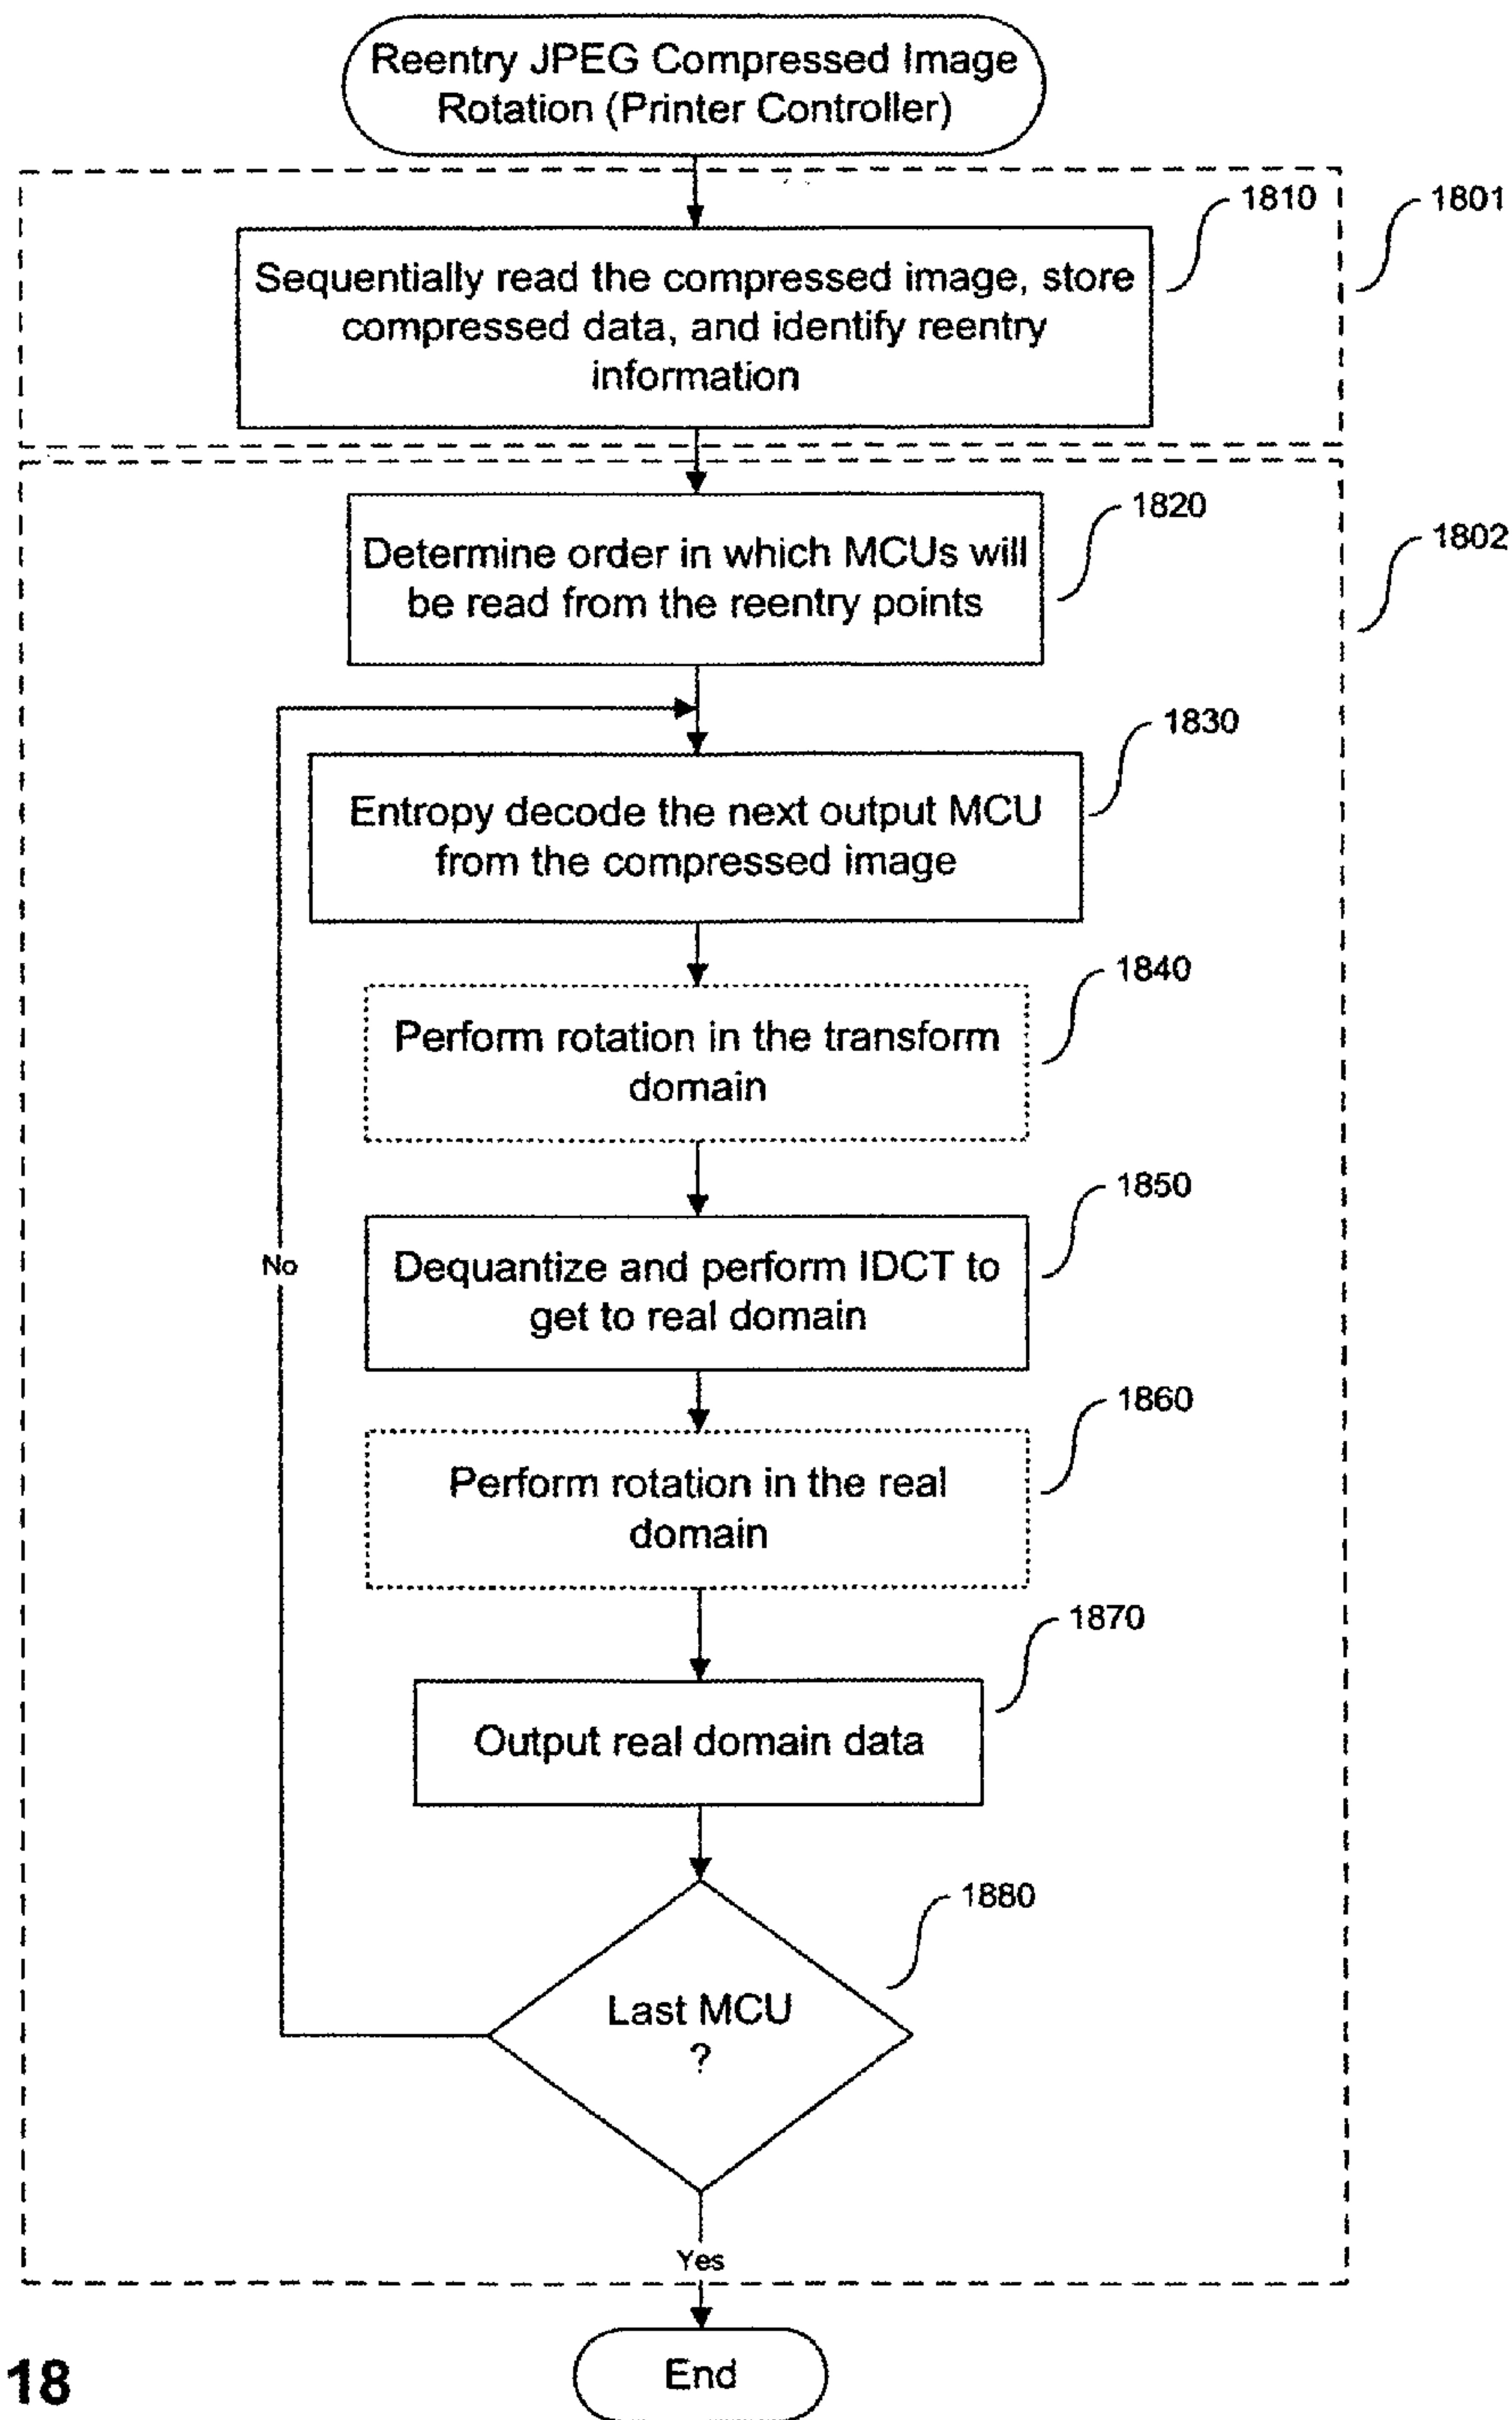 Reentry JPEG Compressed Image
Rotation (Printer Controller)
1810
1801
Sequentially read the compressed image, store
compressed data, and identify reentry
information
1820
1802
Determine order in which MCUs will
be read from the reentry points
1830
Entropy decode the next output MCU
from the compressed image
1840
Perform rotation in the transform
domain
1850
No
Dequantize and perform IDCT to
get to real domain
1860
Perform rotation in the real
domain
1870
Output real domain data
1880
Last MCU
?
Yes
End
18